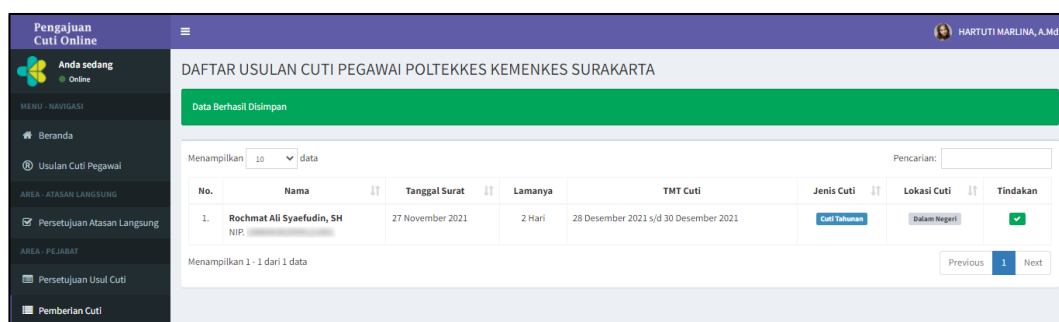 Pengajuan
Cuti Online
HARTUTI MARLINA, A.Md
Anda sedang
Online
MENU - NAVIGASI
Beranda
Usulan Cuti Pegawai
AREA - ATASAN LANGSUNG
Persetujuan Atasan Langsung
AREA - PEJABAT
Persetujuan Usul Cuti
Pemberian Cuti
DAFTAR USULAN CUTI PEGAWAI POLTEKKES KEMENKES SURAKARTA
Data Berhasil Disimpan
Menampilkan 10 data Pencarian:
No. Nama Tanggal Surat Lamanya TMT Cuti Jenis Cuti Lokasi Cuti Tindakan
1. Rochmat Ali Syaefudin, SH 27 November 2021 2 Hari 28 Desember 2021 s/d 30 Desember 2021 Cuti Tahunan Dalam Negeri
NIP.
Menampilkan 1 - 1 dari 1 data Previous 1 Next